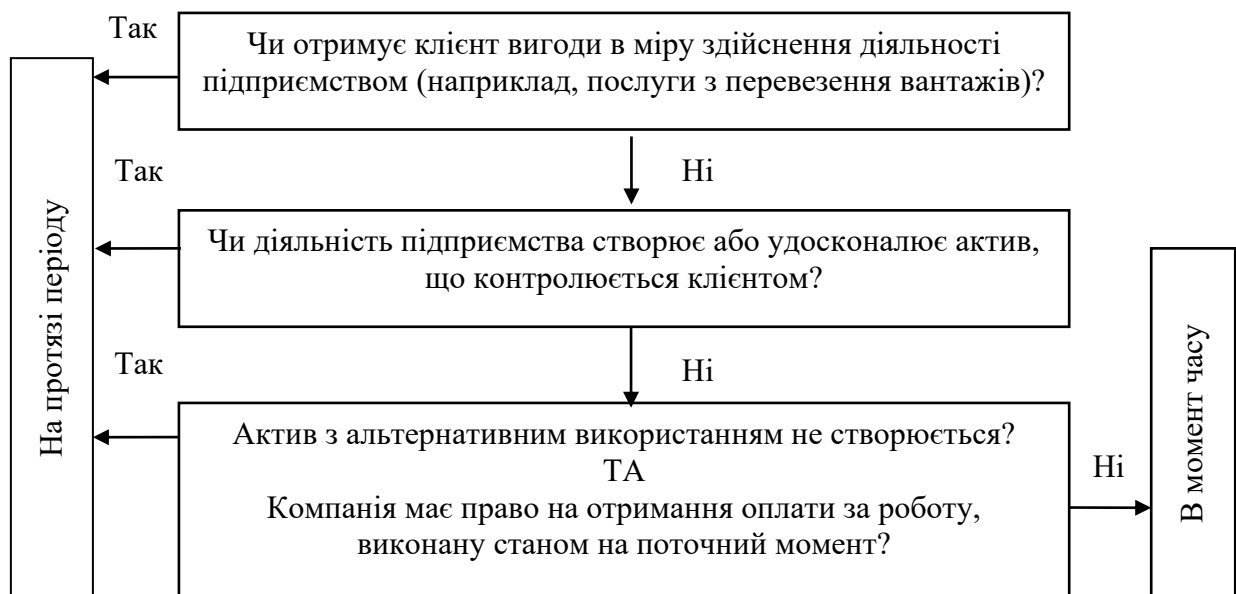 Так
Чи отримує клієнт вигоди в міру здійснення діяльності
підприємством (наприклад, послуги з перевезення вантажів)?
Так
Ні
Чи діяльність підприємства створює або удосконалює актив,
що контролюється клієнтом?
Так
Ні
Актив з альтернативним використанням не створюється?
ТА
Компанія має право на отримання оплати за роботу,
виконану станом на поточний момент?
Ні
На протязі періоду
В момент часу